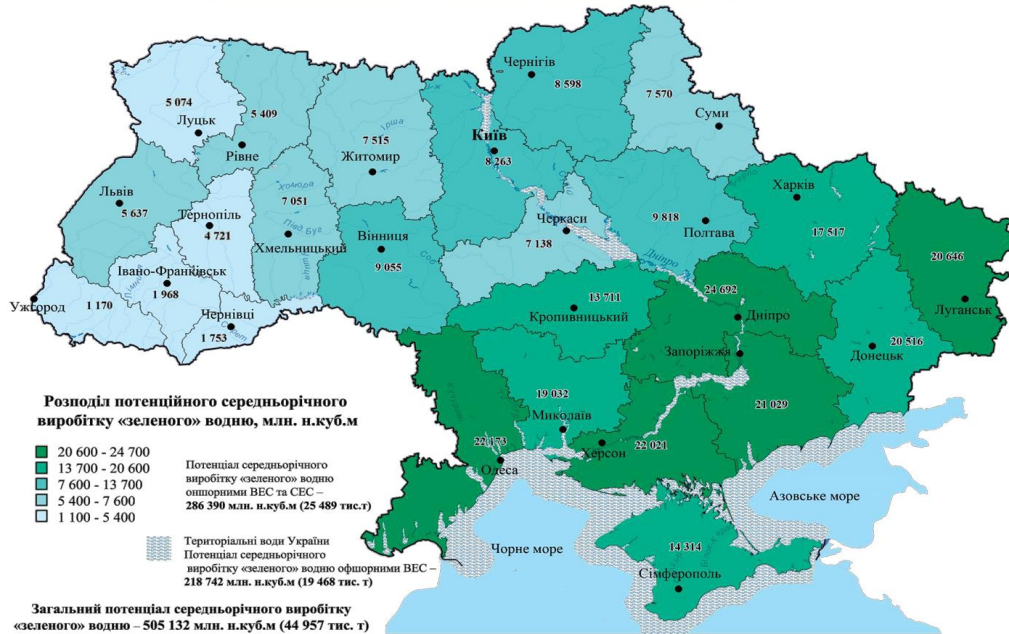 Чернігів
8 598
7 570
Суми
5 074
Луцьк
5 409
Рівне
7 515
Житомир
Київ
8 263
Львів
5 637
Тернопіль
4 721
7 051
Хмельницький
Вінниця
9 055
Черкаси
7 138
9 818
Полтава
Харків
17 517
20 646
Луганськ
Івано-Франківськ
1 968
Ужгород
1 170
Чернівці
1 753
13 711
Кропивницький
Дніпро
24 692
Дніпро
Запоріжжя
20 516
Донецьк
19 032
Миколаїв
21 029
22 173
Одеса
Херсон
22 021
Азовське море
Чорне море
14 314
Сімферополь
Розподіл потенційного середньорічного
виробітку «зеленого» водню, млн. н.куб.м
20 600 - 24 700
13 700 - 20 600
7 600 - 13 700
5 400 - 7 600
1 100 - 5 400
Потенціал середньорічного
виробітку «зеленого» водню
оншорними ВЕС та СЕС –
286 390 млн. н.куб.м (25 489 тис.т)
Територіальні води України
Потенціал середньорічного
виробітку «зеленого» водню офшорними ВЕС –
218 742 млн. н.куб.м (19 468 тис. т)
Загальний потенціал середньорічного виробітку
«зеленого» водню – 505 132 млн. н.куб.м (44 957 тис. т)